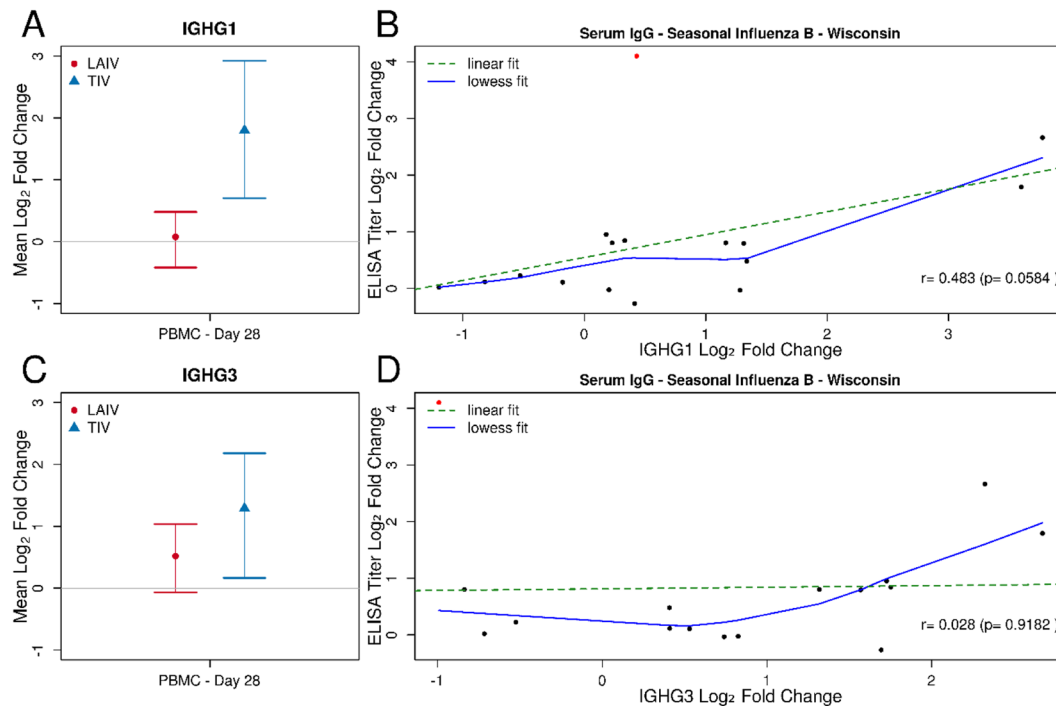 A
IGHG1
LAIV
TIV
Mean Log₂ Fold Change
3
2
1
0
-1
PBMC - Day 28
B
Serum IgG - Seasonal Influenza B - Wisconsin
linear fit
lowess fit
ELISA Titer Log₂ Fold Change
4
3
2
1
0
r= 0.483 (p= 0.0584 )
-1 0 1 2 3
IGHG1 Log₂ Fold Change
C
IGHG3
LAIV
TIV
Mean Log₂ Fold Change
3
2
1
0
-1
PBMC - Day 28
D
Serum IgG - Seasonal Influenza B - Wisconsin
linear fit
lowess fit
ELISA Titer Log₂ Fold Change
4
3
2
1
0
r= 0.028 (p= 0.9182 )
-1 0 1 2
IGHG3 Log₂ Fold Change